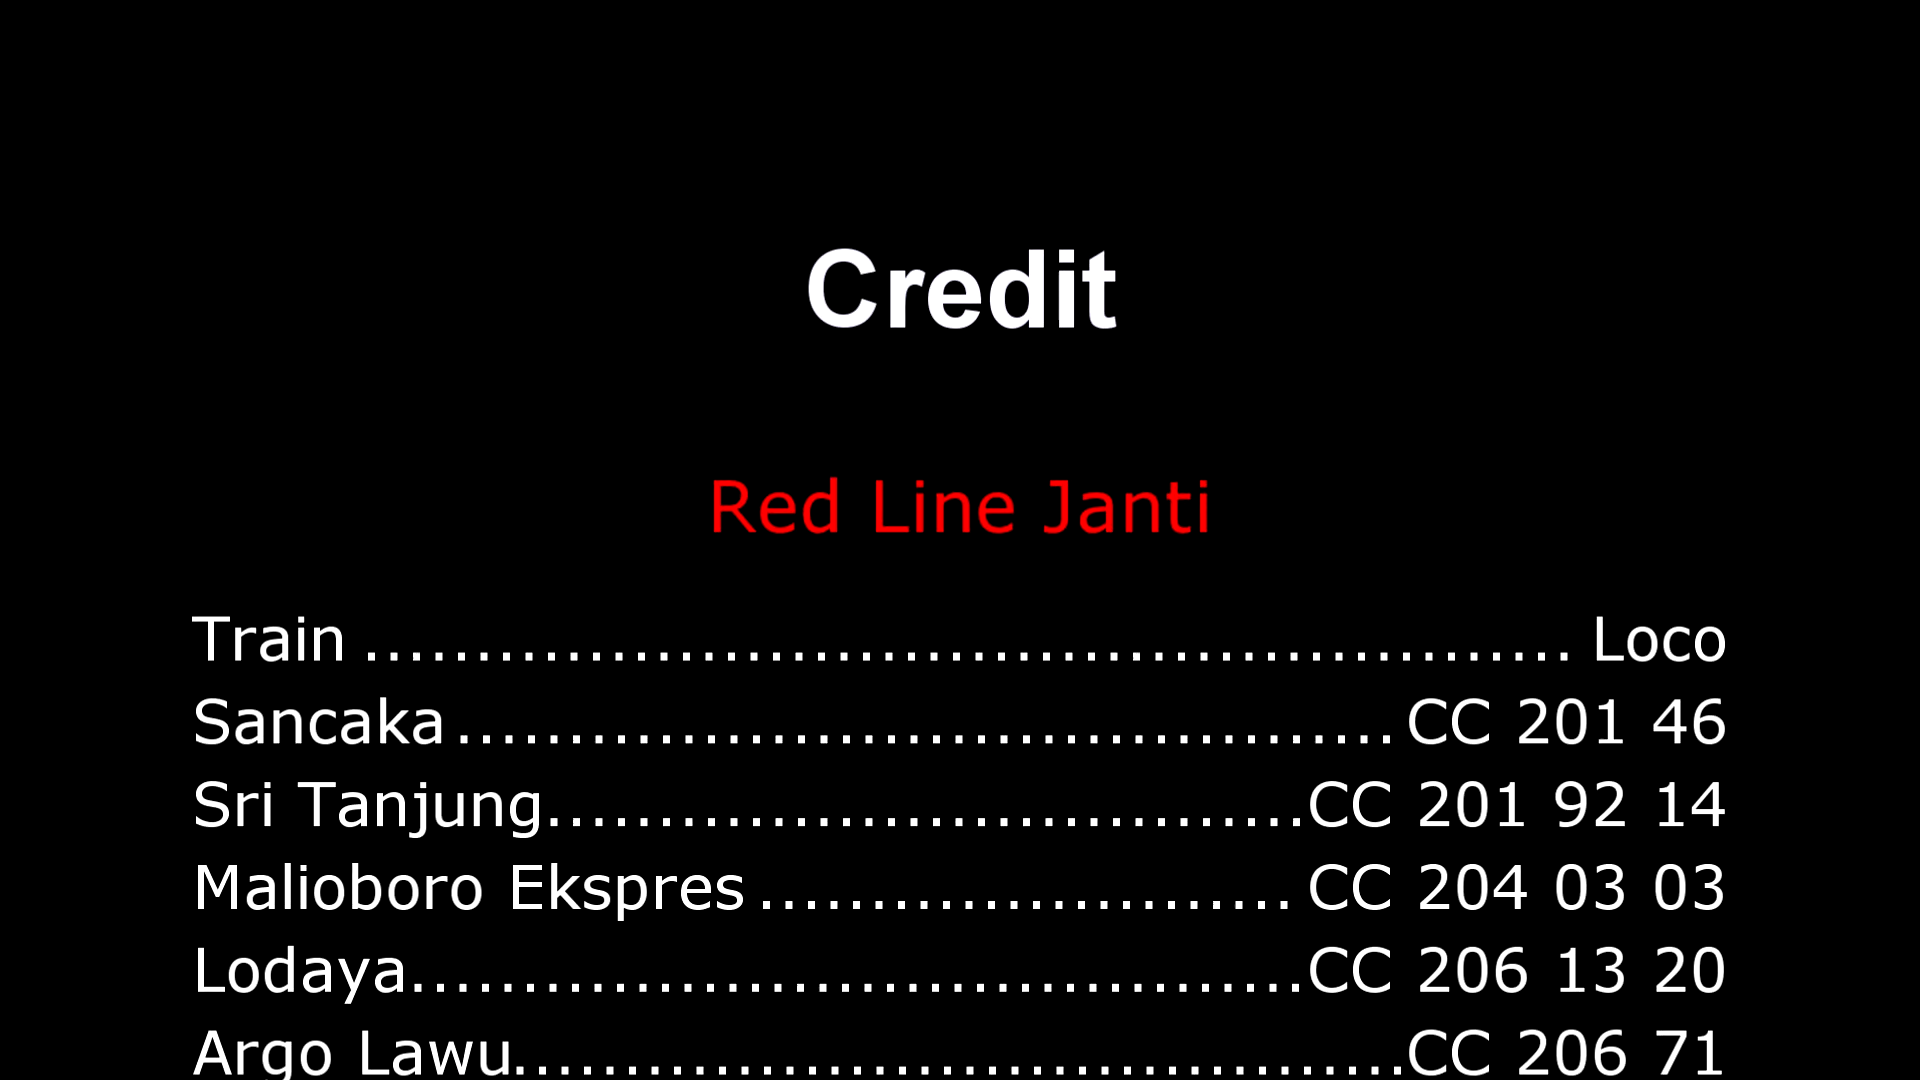 Credit
Red Line Janti
Train ...................................................... Loco
Sancaka .......................................... CC 201 46
Sri Tanjung..................................CC 201 92 14
Malioboro Ekspres ........................ CC 204 03 03
Lodaya........................................CC 206 13 20
Argo Lawu........................................CC 206 71